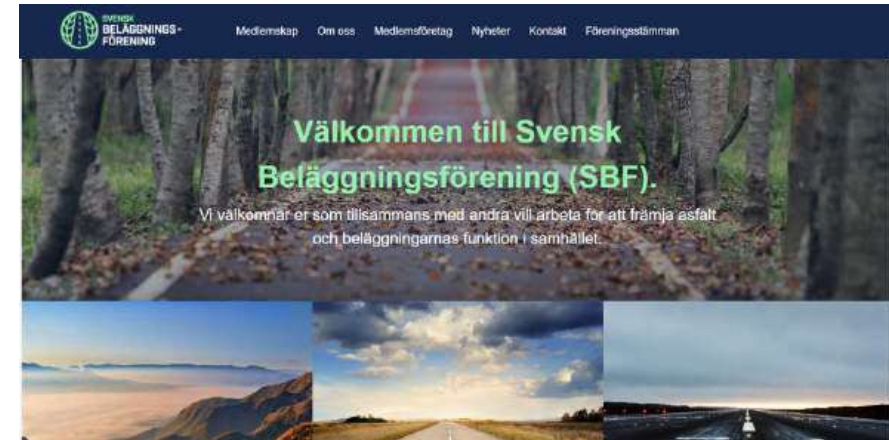 SVENSK
BELÄGGNINGS-
FÖRENING
Medlemskap Om oss Medlemsföretag Nyheter Kontakt Föreningsstämman
Välkommen till Svensk
Beläggningsförening (SBF).
Vi välkomnar er som tillsammans med andra vill arbeta för att främja asfalt
och beläggningarnas funktion i samhället.